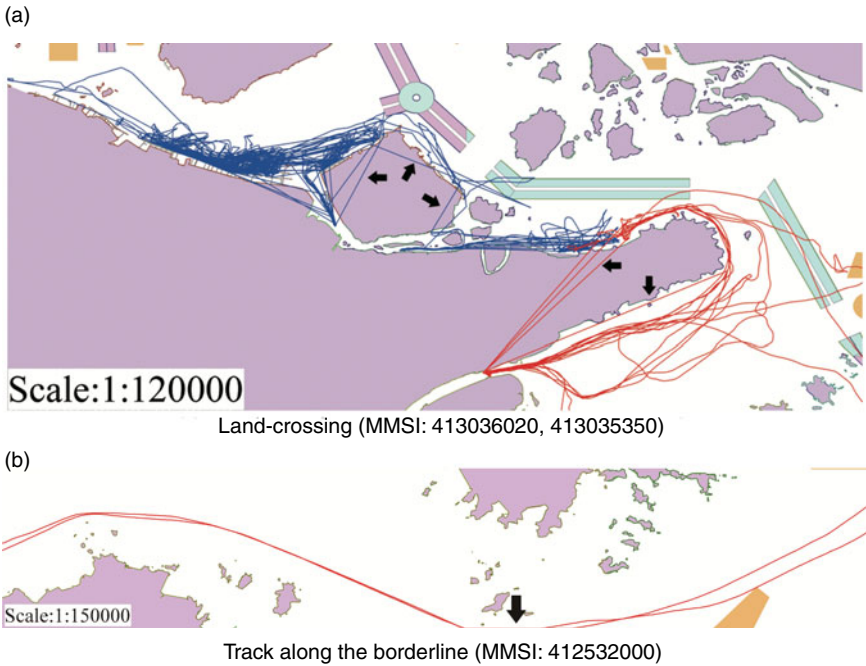 (a)
Scale:1:120000
Land-crossing (MMSI: 413036020, 413035350)
(b)
Scale:1:150000
Track along the borderline (MMSI: 412532000)